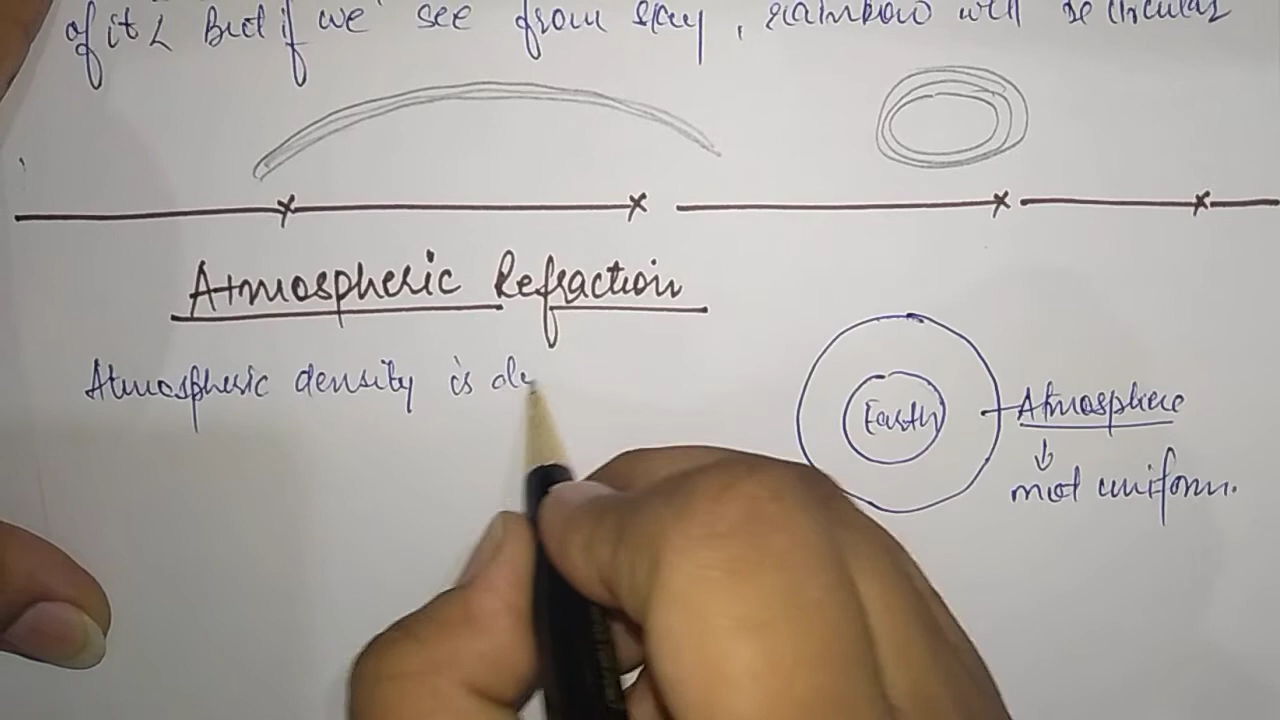 of it. But if we see from sky, rainbow will be circular
Atmospheric Refraction
Atmospheric density is de
Earth
Atmosphere
not uniform.